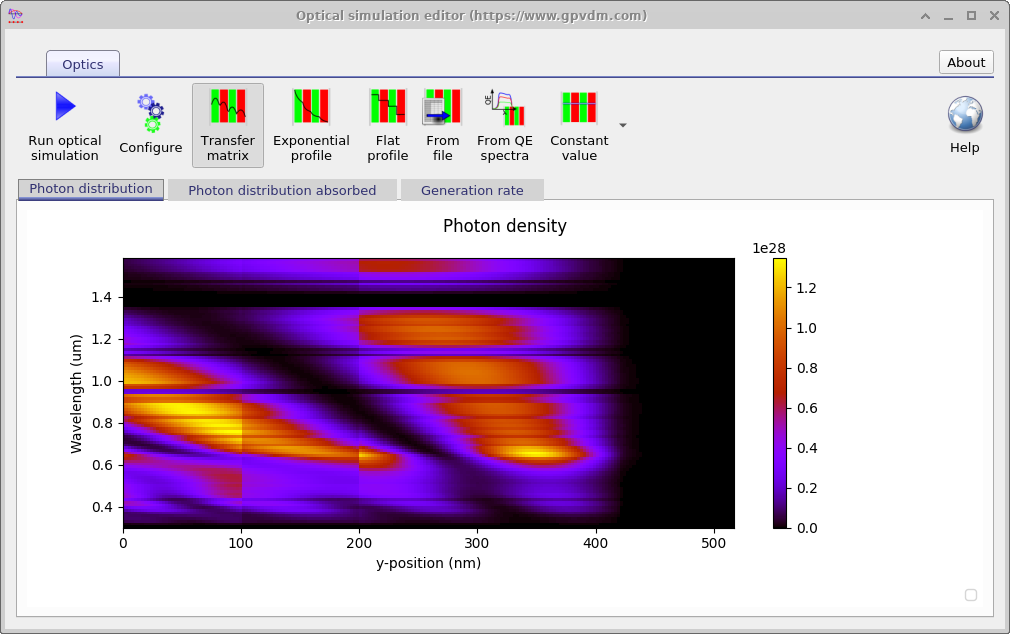 Optical simulation editor (https://www.gpvdm.com)
Optics
About
Run optical
simulation
Configure
Transfer
matrix
Exponential
profile
Flat
profile
From
file
QE
From QE
spectra
Constant
value
Help
Photon distribution
Photon distribution absorbed
Generation rate
Photon density
1e28
1.4
1.2
1.0
0.8
0.6
0.4
Wavelength (um)
0
100
200
300
400
500
y-position (nm)
1.2
1.0
0.8
0.6
0.4
0.2
0.0